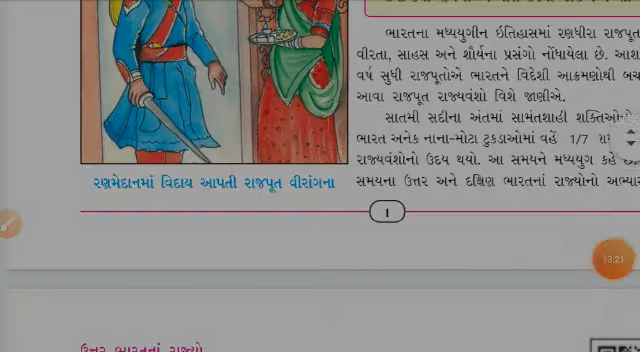 ભારતના મધ્યયુગીન ઇતિહાસમાં રણધીરા રાજપૂત
વીરતા, સાહસ અને શૌર્યના પ્રસંગો નોંધાયેલા છે.
વર્ષ સુધી રાજપૂતોએ ભારતને વિદેશી આક્રમણોથી
આવા રાજપૂત રાજ્યવંશો વિશે જાણીએ.
સાતમી સદીના અંતમાં સામંતશાહી
ભારત અનેક નાના-મોટા ટુકડાઓમાં વહેં 1/7
રાજ્યવંશોનો ઉદય થયો. આ સમયને મધ્યયુગ કહે
સમયના ઉત્તર અને દક્ષિણ ભારતનાં રાજ્યોનો
રણમેદાનમાં વિદાય આપતી રાજપૂત વીરાંગના
1
13:21